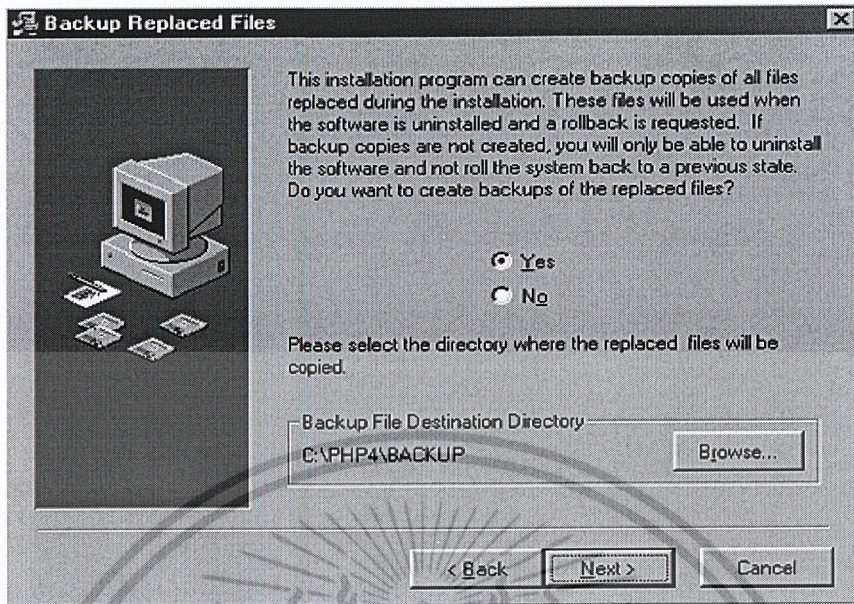 Backup Replaced Files
This installation program can create backup copies of all files
replaced during the installation. These files will be used when
the software is uninstalled and a rollback is requested. If
backup copies are not created, you will only be able to uninstall
the software and not roll the system back to a previous state.
Do you want to create backups of the replaced files?
Yes
No
Please select the directory where the replaced files will be
copied.
Backup File Destination Directory
C:\PHP4\BACKUP
Browse...
< Back
Next >
Cancel